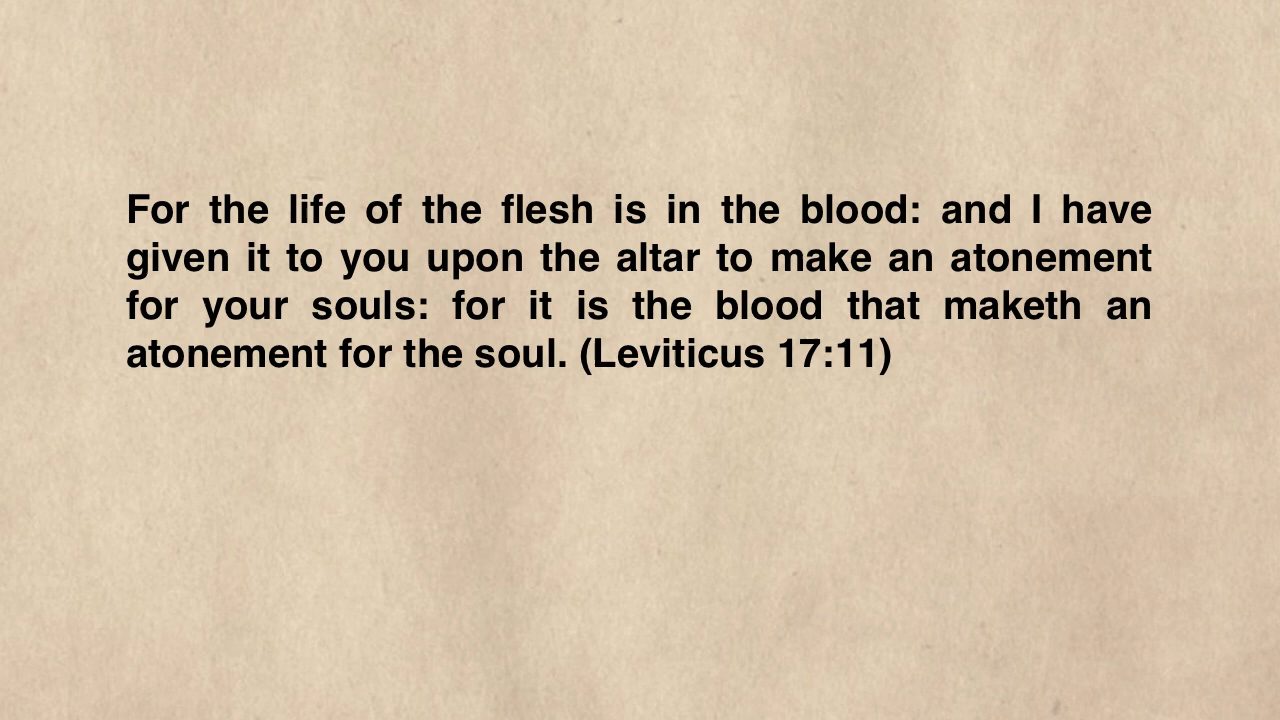 For the life of the flesh is in the blood: and I have
given it to you upon the altar to make an atonement
for your souls: for it is the blood that maketh an
atonement for the soul. (Leviticus 17:11)